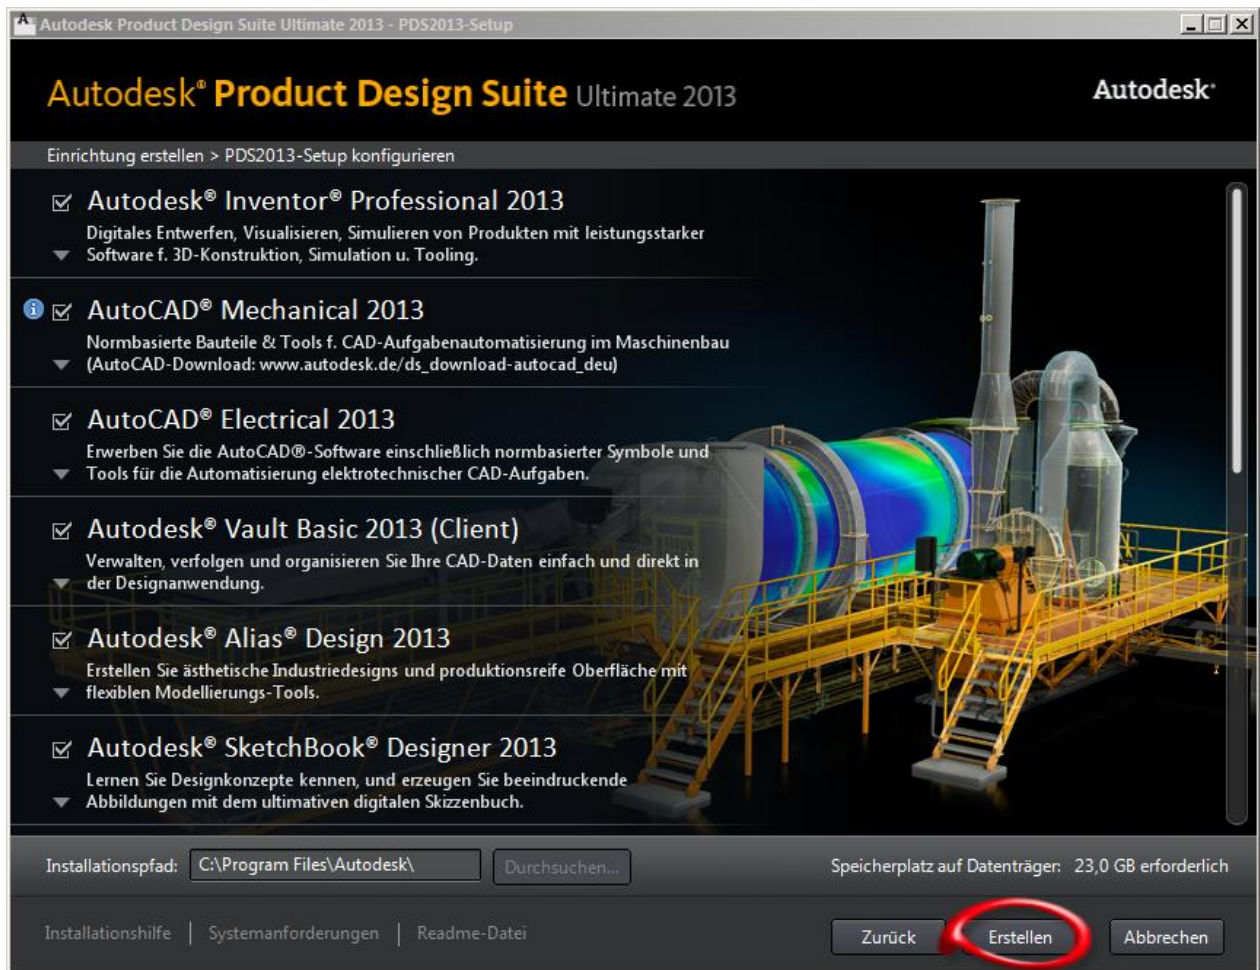 Autodesk Product Design Suite Ultimate 2013 - PDS2013-Setup
Autodesk® Product Design Suite Ultimate 2013
Autodesk®
Einrichtung erstellen > PDS2013-Setup konfigurieren
Autodesk® Inventor® Professional 2013
Digitales Entwerfen, Visualisieren, Simulieren von Produkten mit leistungsstarker
Software f. 3D-Konstruktion, Simulation u. Tooling.
AutoCAD® Mechanical 2013
Normbasierte Bauteile & Tools f. CAD-Aufgabenautomatisierung im Maschinenbau
(AutoCAD-Download: www.autodesk.de/ds_download-autocad_deu)
AutoCAD® Electrical 2013
Erwerben Sie die AutoCAD®-Software einschließlich normbasierter Symbole und
Tools für die Automatisierung elektrotechnischer CAD-Aufgaben.
Autodesk® Vault Basic 2013 (Client)
Verwalten, verfolgen und organisieren Sie Ihre CAD-Daten einfach und direkt in
der Designanwendung.
Autodesk® Alias® Design 2013
Erstellen Sie ästhetische Industriedesigns und produktionsreife Oberfläche mit
flexiblen Modellierungs-Tools.
Autodesk® SketchBook® Designer 2013
Lernen Sie Designkonzepte kennen, und erzeugen Sie beeindruckende
Abbildungen mit dem ultimativen digitalen Skizzenbuch.
Installationspfad: C:\Program Files\Autodesk\ Durchsuchen... Speicherplatz auf Datenträger: 23,0 GB erforderlich
Installationshilfe | Systemanforderungen | Readme-Datei Zurück Erstellen Abbrechen